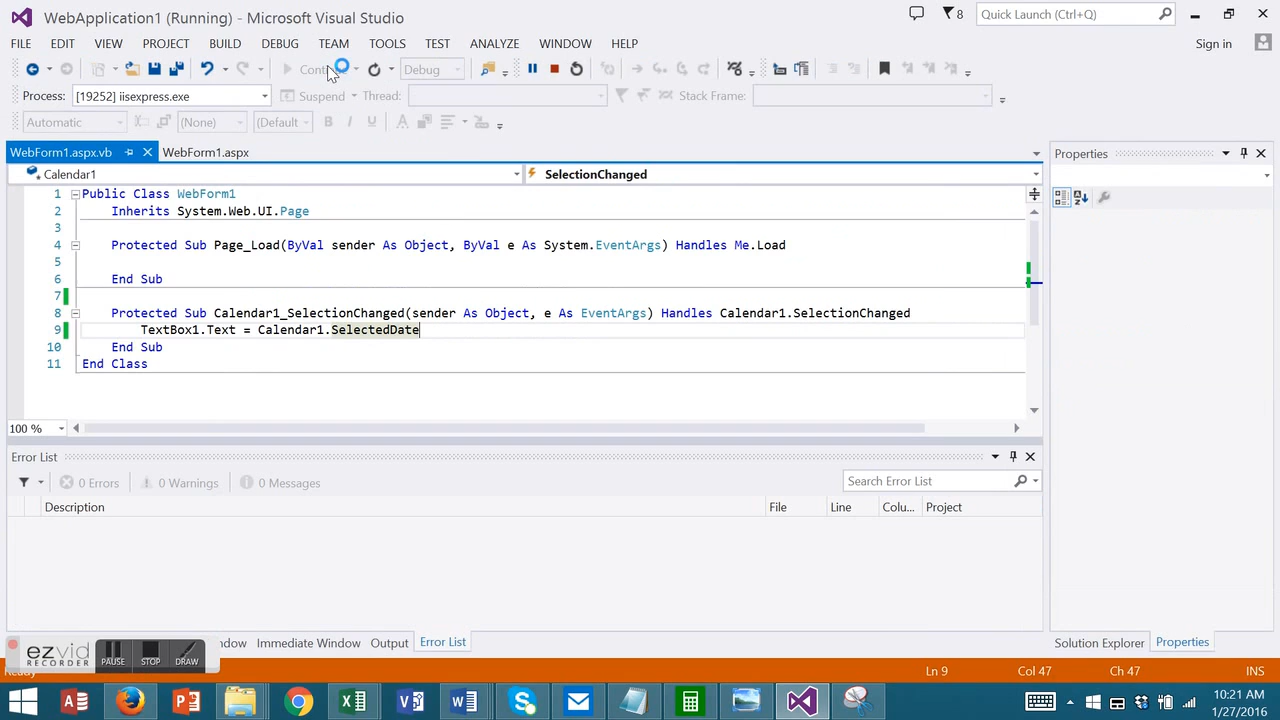 WebApplication1 (Running) - Microsoft Visual Studio
8
Quick Launch (Ctrl+Q)
FILE EDIT VIEW PROJECT BUILD DEBUG TEAM TOOLS TEST ANALYZE WINDOW HELP
Sign in
Debug
Process: [19252] iisexpress.exe Suspend Thread: Stack Frame:
Automatic (None) (Default B I U A
WebForm1.aspx.vb WebForm1.aspx
Properties
Calendar1 SelectionChanged
1 Public Class WebForm1
2 Inherits System.Web.UI.Page
3
4 Protected Sub Page_Load(ByVal sender As Object, ByVal e As System.EventArgs) Handles Me.Load
5
6 End Sub
7
8 Protected Sub Calendar1_SelectionChanged(sender As Object, e As EventArgs) Handles Calendar1.SelectionChanged
9 TextBox1.Text = Calendar1.SelectedDate
10 End Sub
11 End Class
100 %
Error List
0 Errors 0 Warnings 0 Messages
Search Error List
Description File Line Colu... Project
ezvid
RECORDER
PAUSE STOP DRAW
ndow Immediate Window Output Error List
Solution Explorer Properties
Ln 9 Col 47 Ch 47 INS
10:21 AM
1/27/2016